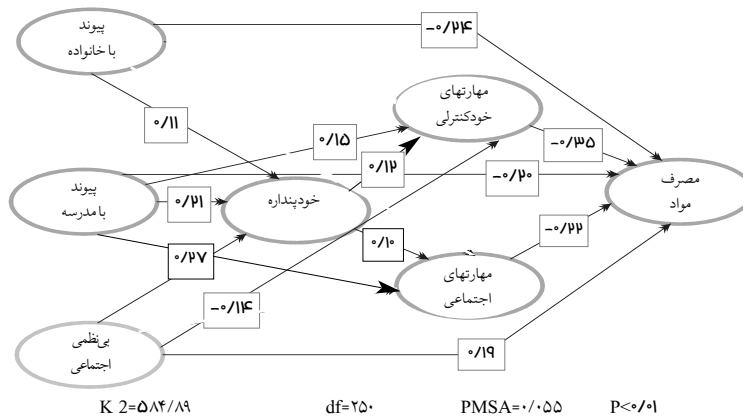 پیوند
با خانواده
-۰/۲۴
مهارتهای
خودکنترلی
۰/۱۱
۰/۱۵
-۰/۳۵
۰/۱۲
مصرف
مواد
پیوند
با مدرسه
۰/۲۱
خودپنداره
-۰/۲۰
۰/۱۰
-۰/۲۲
۰/۲۷
مهارتهای
اجتماعی
-۰/۱۴
بی‌نظمی
اجتماعی
۰/۱۹
K 2=۵۸۴/۸۹ df=۲۵۰ PMSA=۰/۰۵۵ P<۰/۰۱